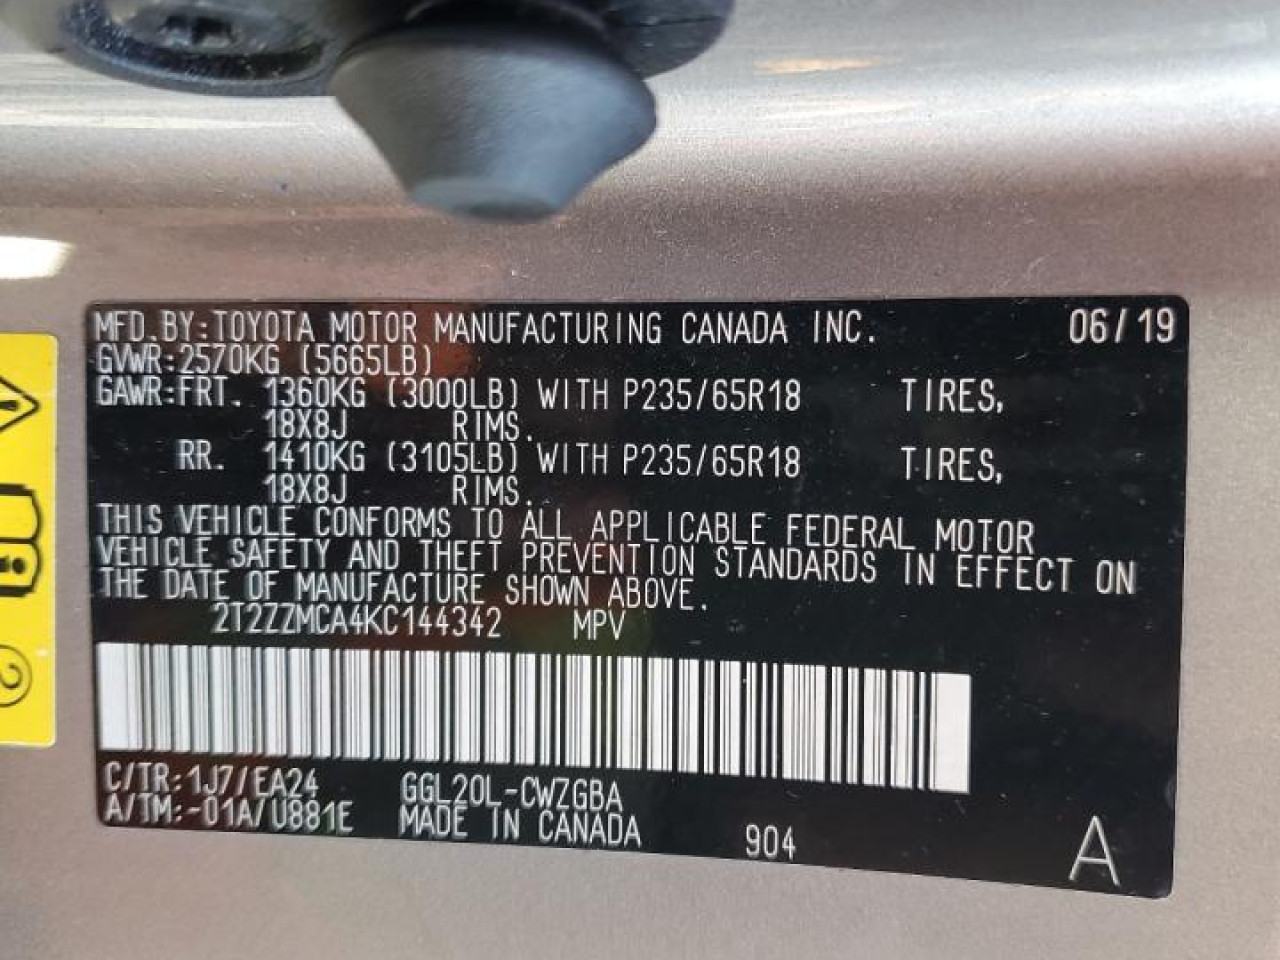 MFD.BY:TOYOTA MOTOR MANUFACTURING CANADA INC. 06/19
GVWR:2570KG (5665LB)
GAWR:FRT. 1360KG (3000LB) WITH P235/65R18 TIRES,
18X8J RIMS.
RR. 1410KG (3105LB) WITH P235/65R18 TIRES,
18X8J RIMS.
THIS VEHICLE CONFORMS TO ALL APPLICABLE FEDERAL MOTOR
VEHICLE SAFETY AND THEFT PREVENTION STANDARDS IN EFFECT ON
THE DATE OF MANUFACTURE SHOWN ABOVE.
2T2ZZMCA4KC144342 MPV
C/TR:1J7/EA24 GGL20L-CWZGBA
A/TM:-01A/U881E MADE IN CANADA 904 A
2